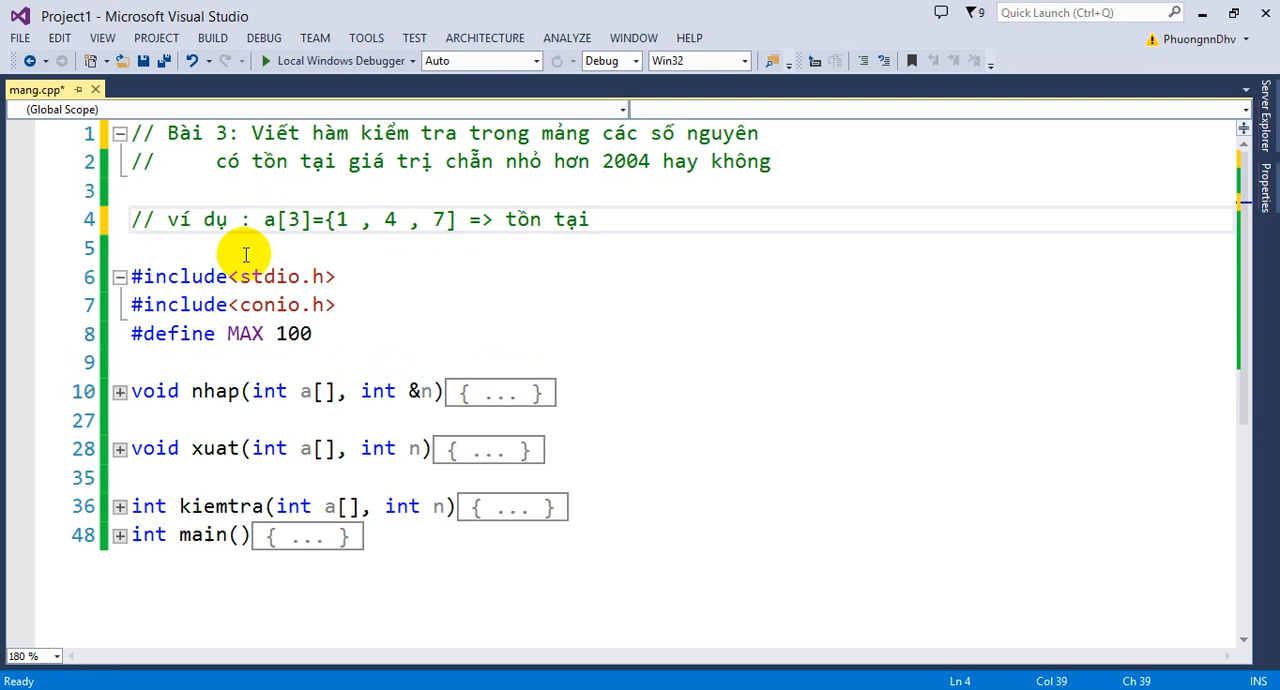 Project1 - Microsoft Visual Studio
9
Quick Launch (Ctrl+Q)
FILE EDIT VIEW PROJECT BUILD DEBUG TEAM TOOLS TEST ARCHITECTURE ANALYZE WINDOW HELP
PhuongnnDhv
Local Windows Debugger Auto Debug Win32
mang.cpp*
(Global Scope)
Server Explorer
Properties
1 // Bài 3: Viết hàm kiểm tra trong mảng các số nguyên
2 // có tồn tại giá trị chẵn nhỏ hơn 2004 hay không
3
4 // ví dụ : a[3]={1 , 4 , 7] => tồn tại
5
6 #include<stdio.h>
7 #include<conio.h>
8 #define MAX 100
9
10 void nhap(int a[], int &n){ ... }
27
28 void xuat(int a[], int n){ ... }
35
36 int kiemtra(int a[], int n){ ... }
48 int main(){ ... }
180 %
Ready Ln 4 Col 39 Ch 39 INS